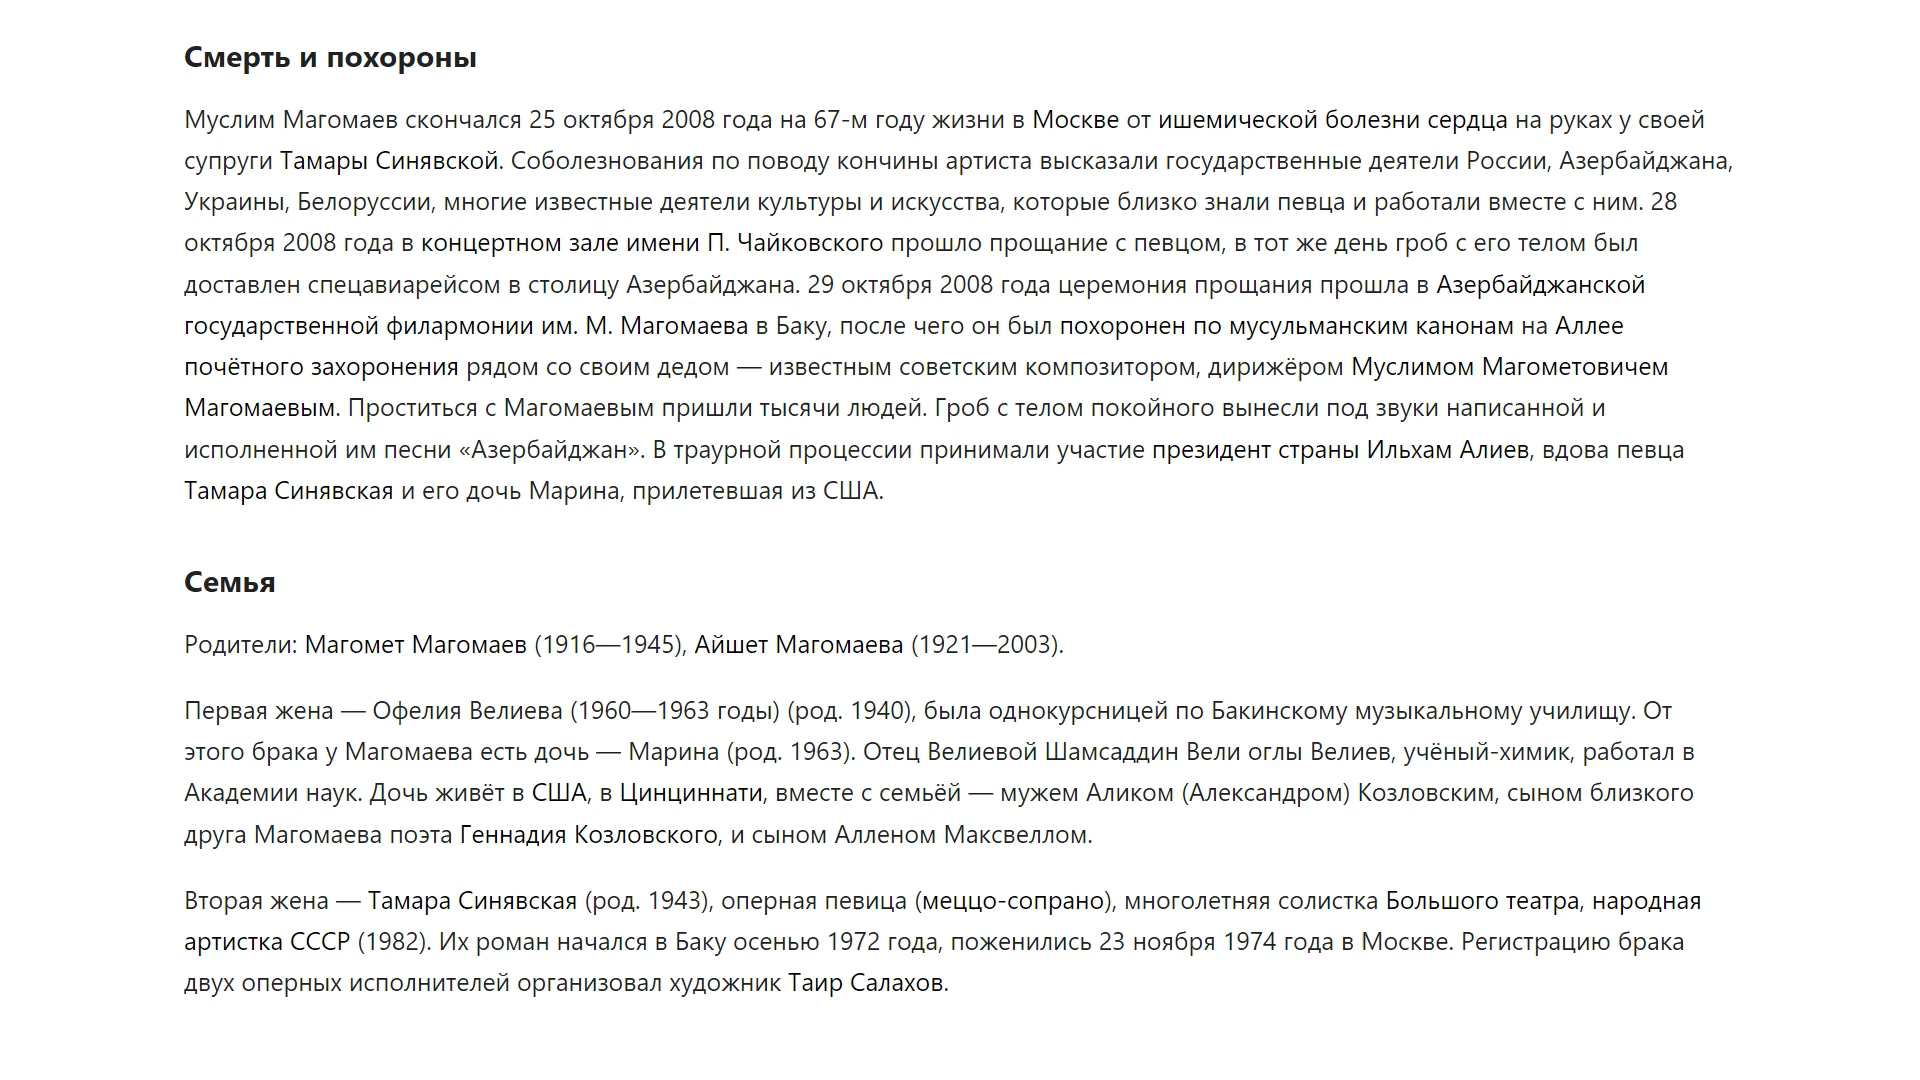 Смерть и похороны
Муслим Магомаев скончался 25 октября 2008 года на 67-м году жизни в Москве от ишемической болезни сердца на руках у своей
супруги Тамары Синявской. Соболезнования по поводу кончины артиста высказали государственные деятели России, Азербайджана,
Украины, Белоруссии, многие известные деятели культуры и искусства, которые близко знали певца и работали вместе с ним. 28
октября 2008 года в концертном зале имени П. Чайковского прошло прощание с певцом, в тот же день гроб с его телом был
доставлен спецавиарейсом в столицу Азербайджана. 29 октября 2008 года церемония прощания прошла в Азербайджанской
государственной филармонии им. М. Магомаева в Баку, после чего он был похоронен по мусульманским канонам на Аллее
почётного захоронения рядом со своим дедом — известным советским композитором, дирижёром Муслимом Магометовичем
Магомаевым. Проститься с Магомаевым пришли тысячи людей. Гроб с телом покойного вынесли под звуки написанной и
исполненной им песни «Азербайджан». В траурной процессии принимали участие президент страны Ильхам Алиев, вдова певца
Тамара Синявская и его дочь Марина, прилетевшая из США.
Семья
Родители: Магомет Магомаев (1916—1945), Айшет Магомаева (1921—2003).
Первая жена — Офелия Велиева (1960—1963 годы) (род. 1940), была однокурсницей по Бакинскому музыкальному училищу. От
этого брака у Магомаева есть дочь — Марина (род. 1963). Отец Велиевой Шамсаддин Вели оглы Велиев, учёный-химик, работал в
Академии наук. Дочь живёт в США, в Цинциннати, вместе с семьёй — мужем Аликом (Александром) Козловским, сыном близкого
друга Магомаева поэта Геннадия Козловского, и сыном Алленом Максвеллом.
Вторая жена — Тамара Синявская (род. 1943), оперная певица (меццо-сопрано), многолетняя солистка Большого театра, народная
артистка СССР (1982). Их роман начался в Баку осенью 1972 года, поженились 23 ноября 1974 года в Москве. Регистрацию брака
двух оперных исполнителей организовал художник Таир Салахов.